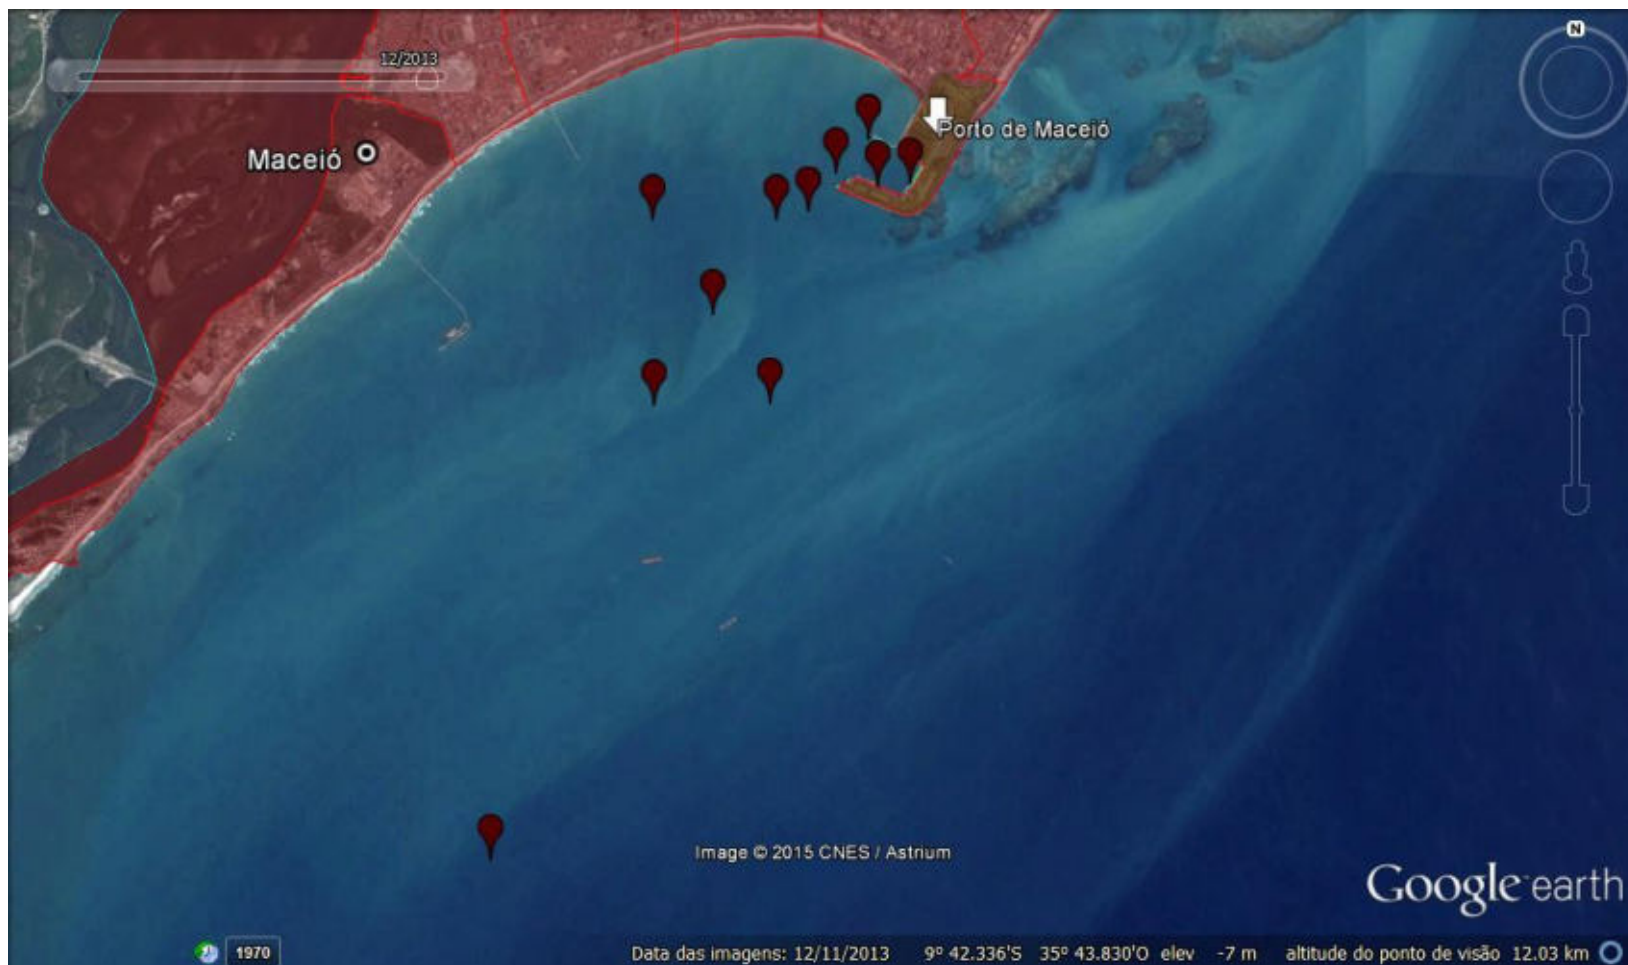 N
12/2013
Porto de Maceió
Maceió
Image © 2015 CNES / Astrium
Google earth
1970
Data das imagens: 12/11/2013 9º 42.336'S 35º 43.830'O elev -7 m altitude do ponto de visão 12.03 km